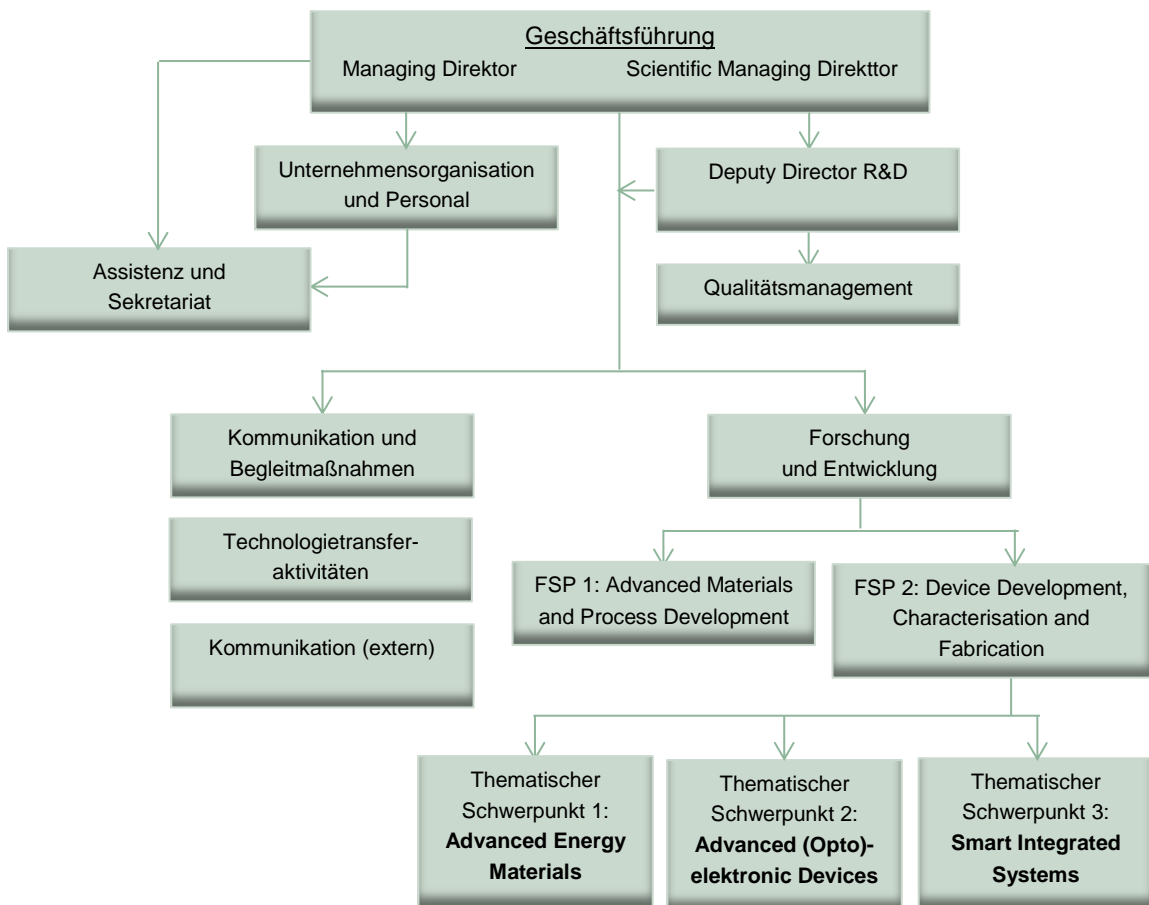 Geschäftsführung
Managing Direktor Scientific Managing Direkttor
Unternehmensorganisation
und Personal
Deputy Director R&D
Assistenz und
Sekretariat
Qualitätsmanagement
Kommunikation und
Begleitmaßnahmen
Forschung
und Entwicklung
Technologietransfer-
aktivitäten
FSP 1: Advanced Materials
and Process Development
FSP 2: Device Development,
Characterisation and
Fabrication
Kommunikation (extern)
Thematischer
Schwerpunkt 1:
Advanced Energy
Materials
Thematischer
Schwerpunkt 2:
Advanced (Opto)-
elektronic Devices
Thematischer
Schwerpunkt 3:
Smart Integrated
Systems